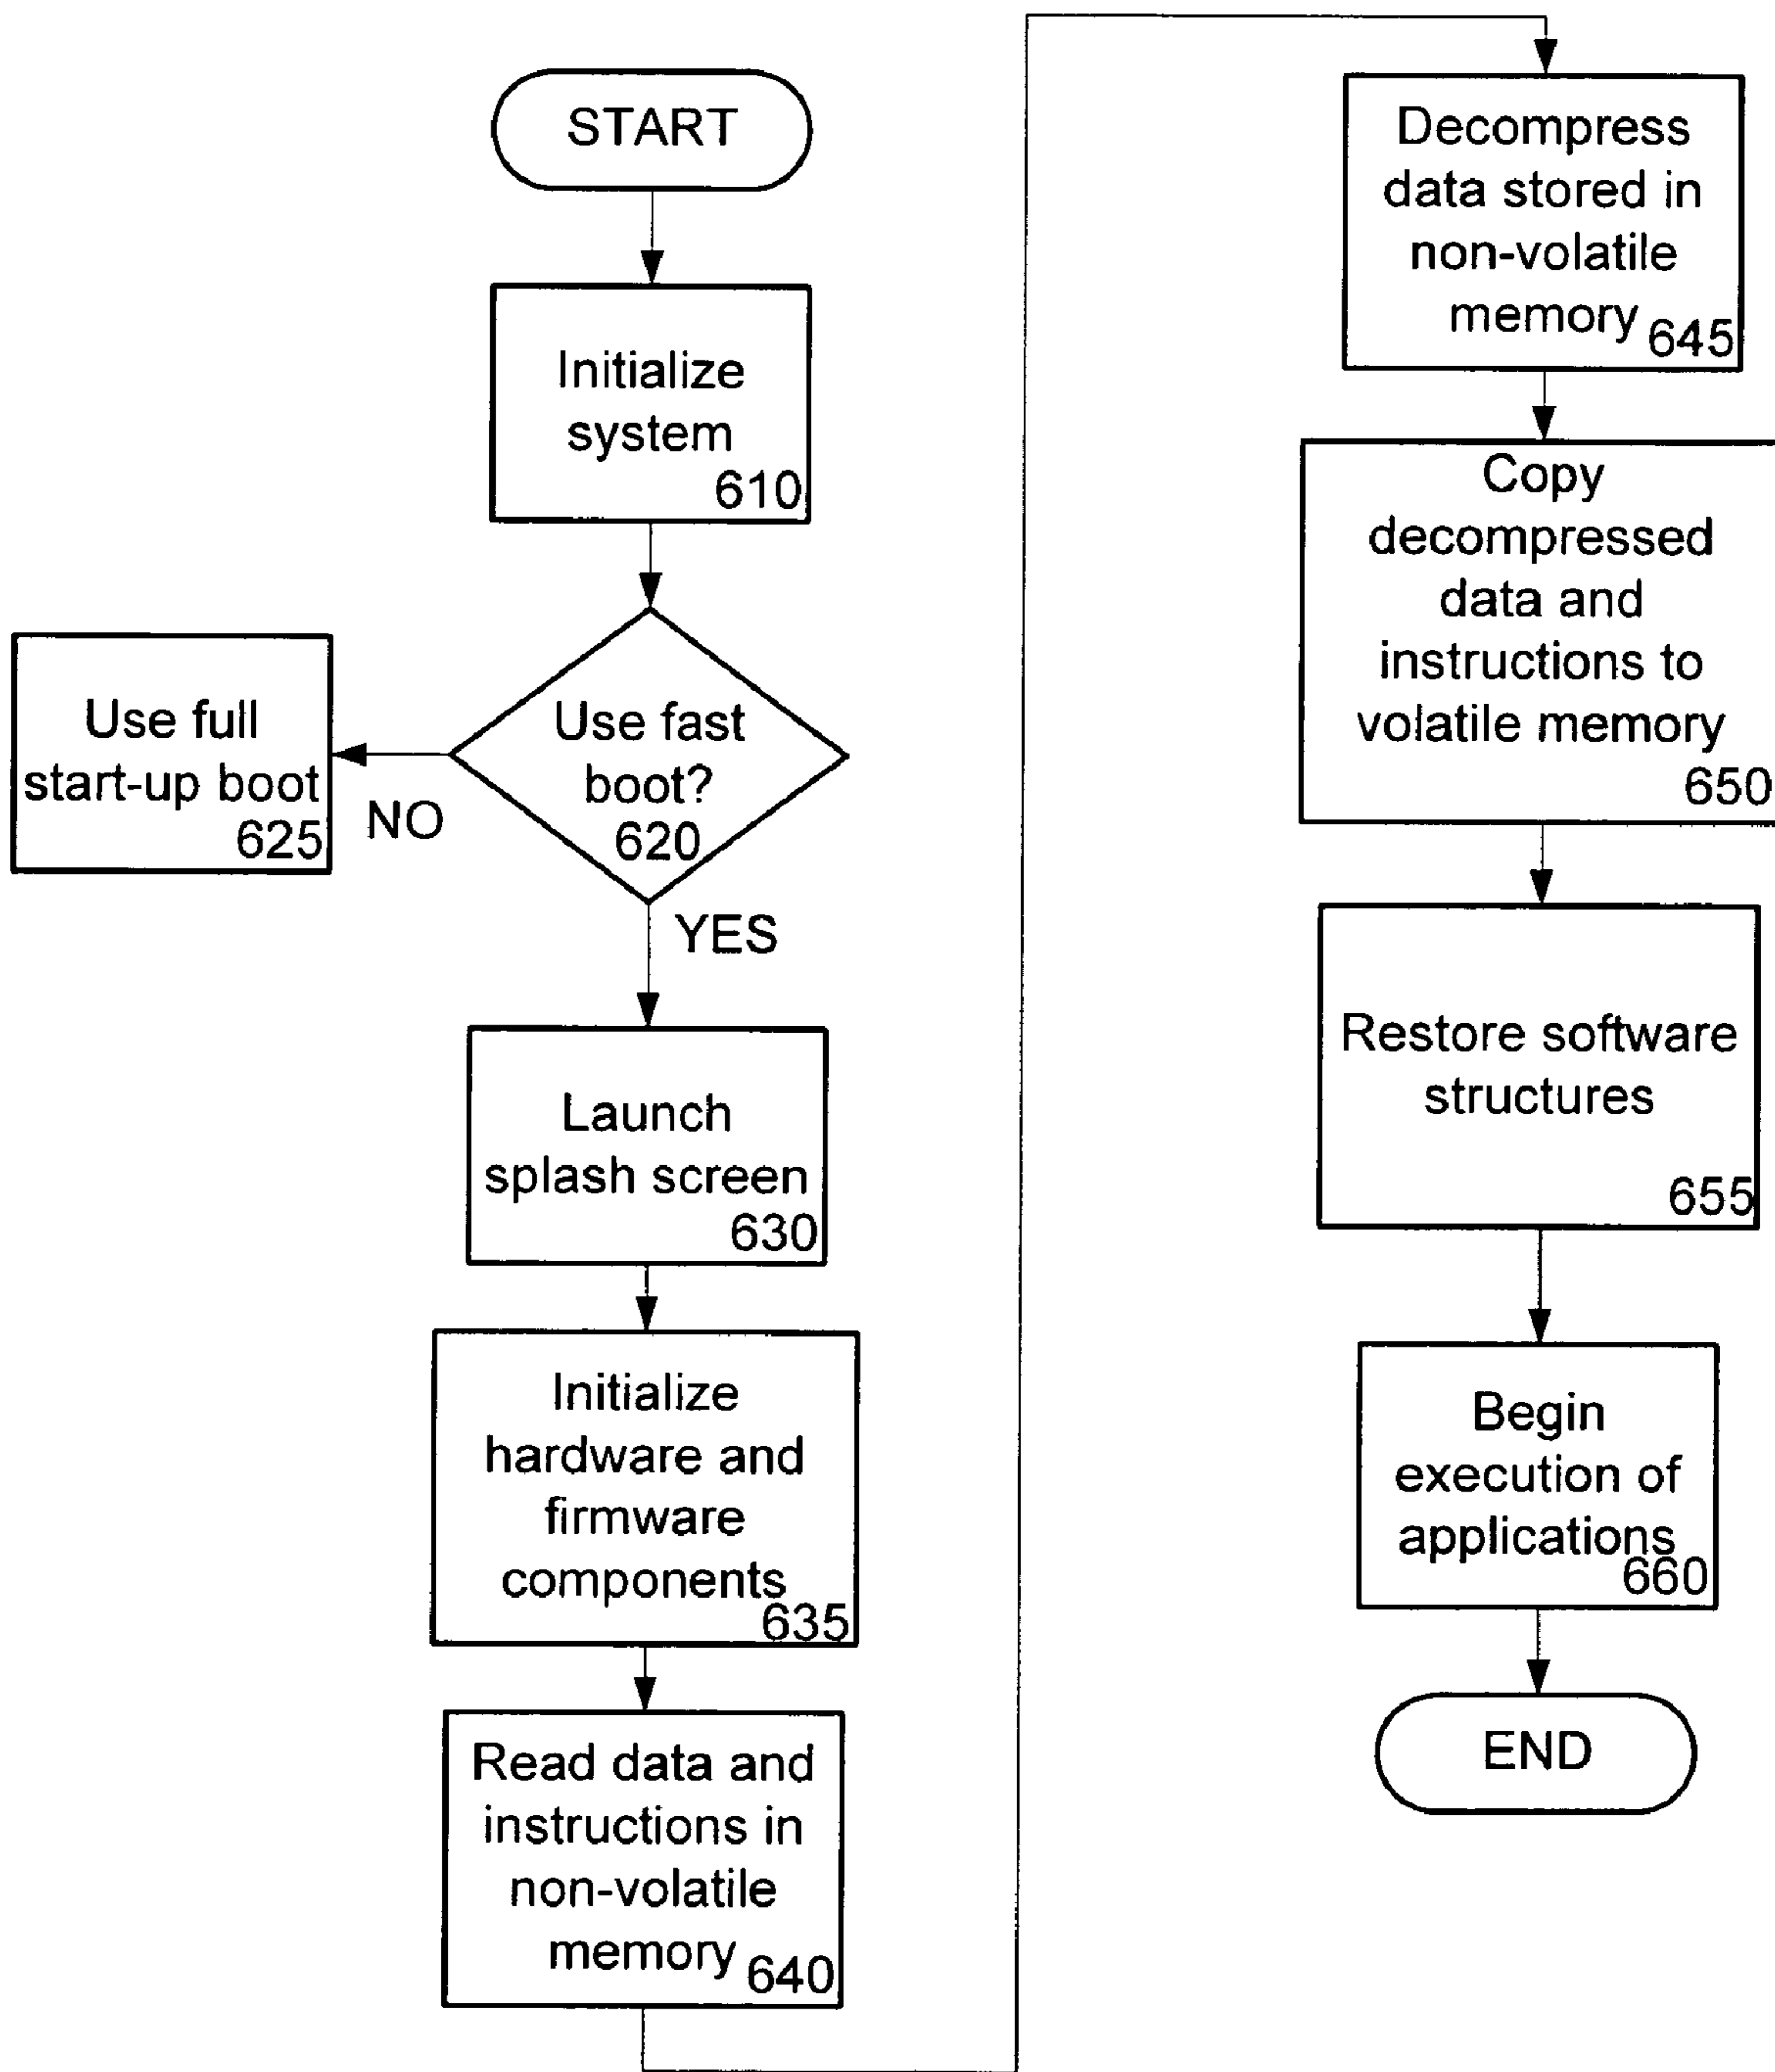 START
Initialize
system
610
Use fast
boot?
620
NO
Use full
start-up boot
625
YES
Launch
splash screen
630
Initialize
hardware and
firmware
components
635
Read data and
instructions in
non-volatile
memory
640
Decompress
data stored in
non-volatile
memory
645
Copy
decompressed
data and
instructions to
volatile memory
650
Restore software
structures
655
Begin
execution of
applications
660
END